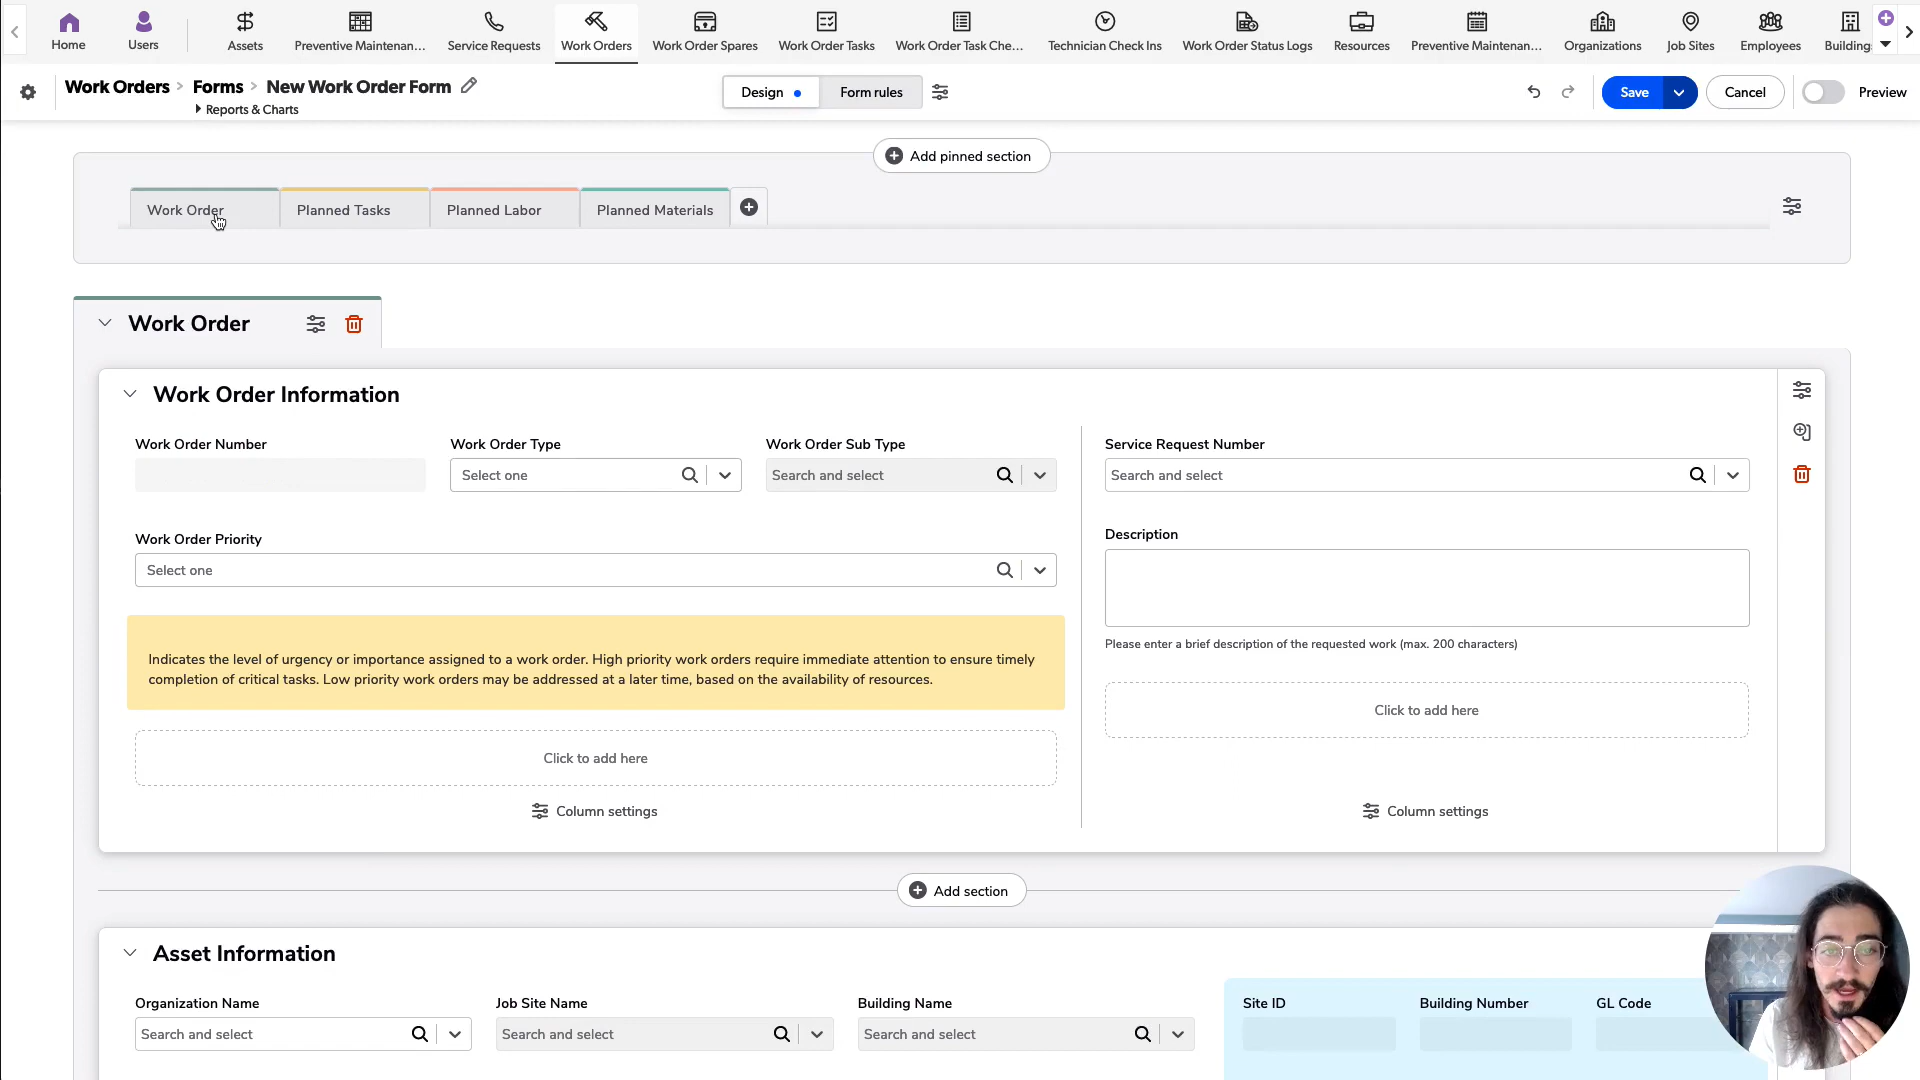 Home
Users
Assets
Preventive Maintenan...
Service Requests
Work Orders
Work Order Spares
Work Order Tasks
Work Order Task Che...
Technician Check Ins
Work Order Status Logs
Resources
Preventive Maintenan...
Organizations
Job Sites
Employees
Building
Work Orders > Forms > New Work Order Form
Reports & Charts
Design
Form rules
Save
Cancel
Preview
Add pinned section
Work Order
Planned Tasks
Planned Labor
Planned Materials
Work Order
Work Order Information
Work Order Number
Work Order Type
Work Order Sub Type
Service Request Number
Select one
Search and select
Search and select
Work Order Priority
Description
Select one
Please enter a brief description of the requested work (max. 200 characters)
Indicates the level of urgency or importance assigned to a work order. High priority work orders require immediate attention to ensure timely
completion of critical tasks. Low priority work orders may be addressed at a later time, based on the availability of resources.
Click to add here
Click to add here
Column settings
Column settings
Add section
Asset Information
Organization Name
Job Site Name
Building Name
Site ID
Building Number
GL Code
Search and select
Search and select
Search and select